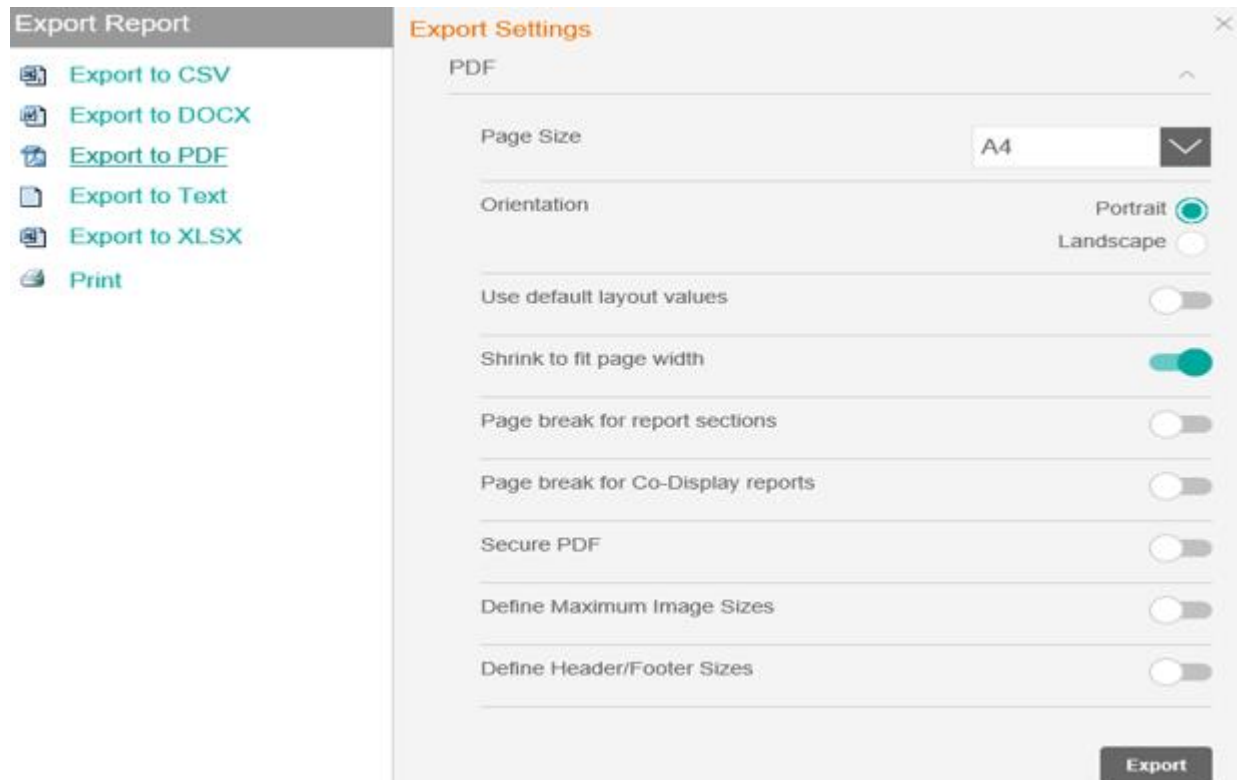 Export Report
Export to CSV
Export to DOCX
Export to PDF
Export to Text
Export to XLSX
Print
Export Settings
PDF
Page Size
A4
Orientation
Portrait
Landscape
Use default layout values
Shrink to fit page width
Page break for report sections
Page break for Co-Display reports
Secure PDF
Define Maximum Image Sizes
Define Header/Footer Sizes
Export